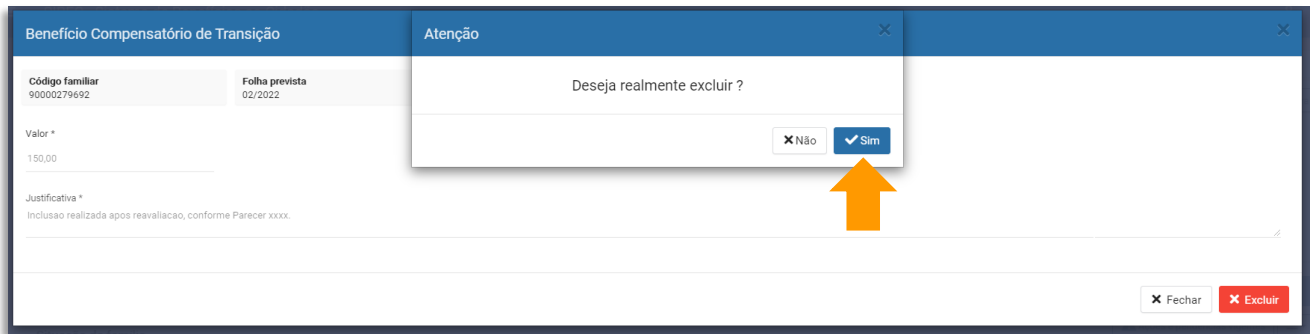 Benefício Compensatório de Transição
Atenção
Código familiar
Folha prevista
90000279692
02/2022
Deseja realmente excluir ?
Valor *
Não
Sim
150,00
Justificativa *
Inclusao realizada apos reavaliacao, conforme Parecer xxxx.
Fechar
Excluir